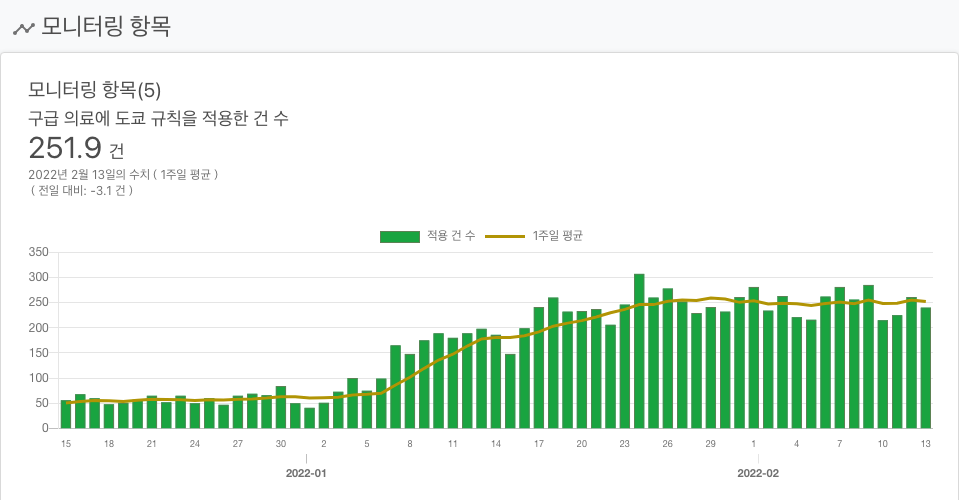 모니터링 항목
모니터링 항목(5)
구급 의료에 도쿄 규칙을 적용한 건 수
251.9 건
2022년 2월 13일의 수치 ( 1주일 평균 )
( 전일 대비: -3.1 건 )
적용 건 수 1주일 평균
350
300
250
200
150
100
50
0
15 18 21 24 27 30 2 5 8 11 14 17 20 23 26 29 1 4 7 10 13
2022-01 2022-02